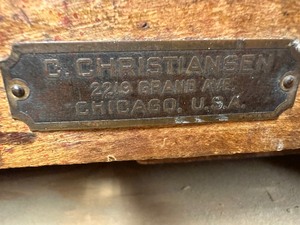 C. CHRISTIANSEN
2219 GRAND AVE.
CHICAGO, U.S.A.